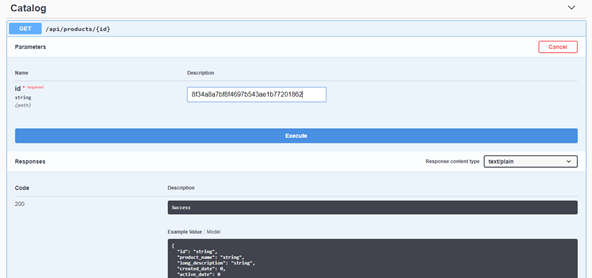 Catalog
GET /api/products/{id}
Parameters Cancel
Name Description
id * required
string
(path)
8f34a8a7bf8f4697b543ae1b77201862
Execute
Responses Response content type text/plain
Code Description
200 Success
Example Value | Model
{
"id": "string",
"product_name": "string",
"long_description": "string",
"created_date": 0,
"active_date": 0